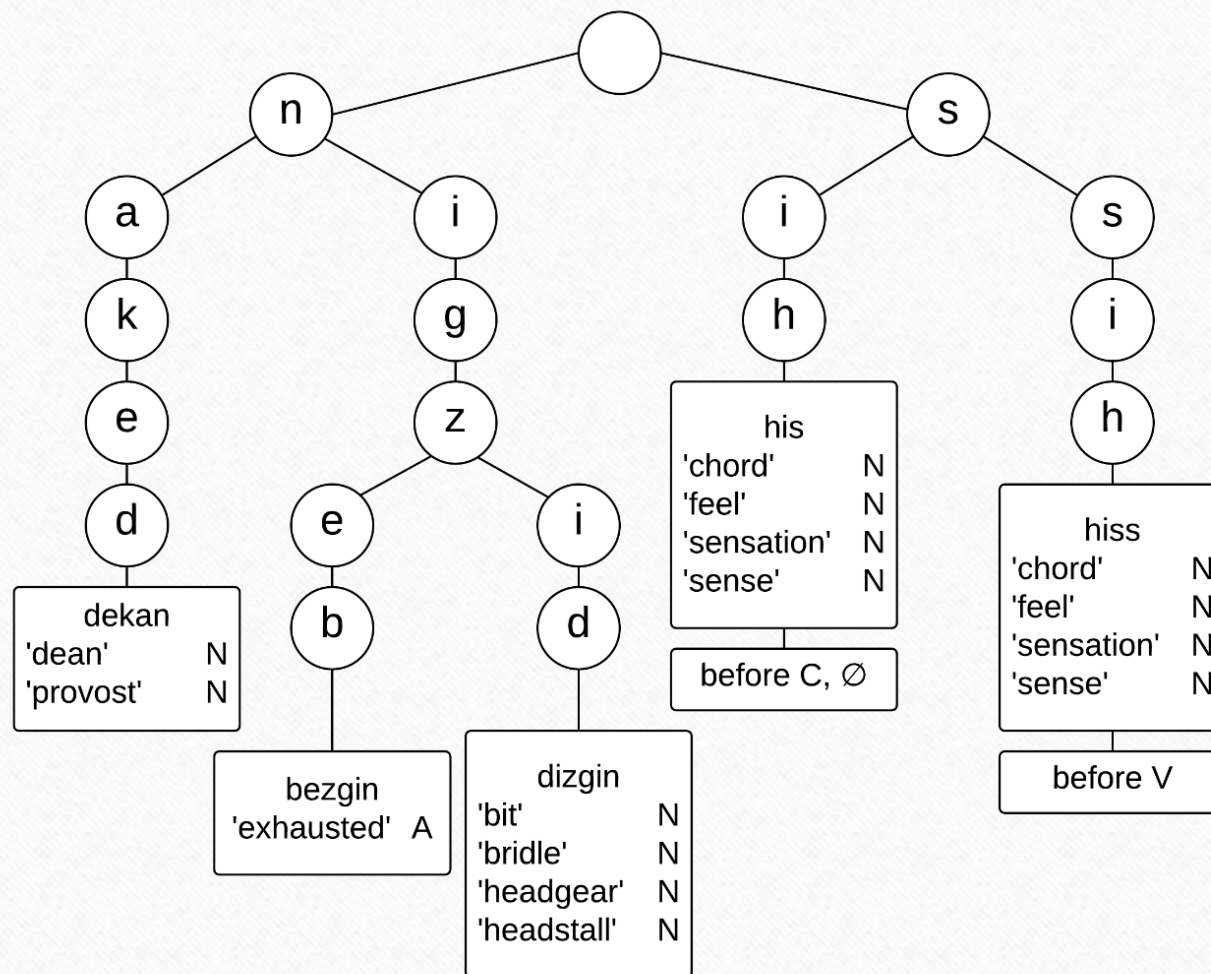 n
s
a
i
i
s
k
g
h
i
e
z
h
d
e
i
b
d
dekan
'dean' N
'provost' N
bezgin
'exhausted' A
dizgin
'bit' N
'bridle' N
'headgear' N
'headstall' N
his
'chord' N
'feel' N
'sensation' N
'sense' N
before C, ∅
hiss
'chord' N
'feel' N
'sensation' N
'sense' N
before V